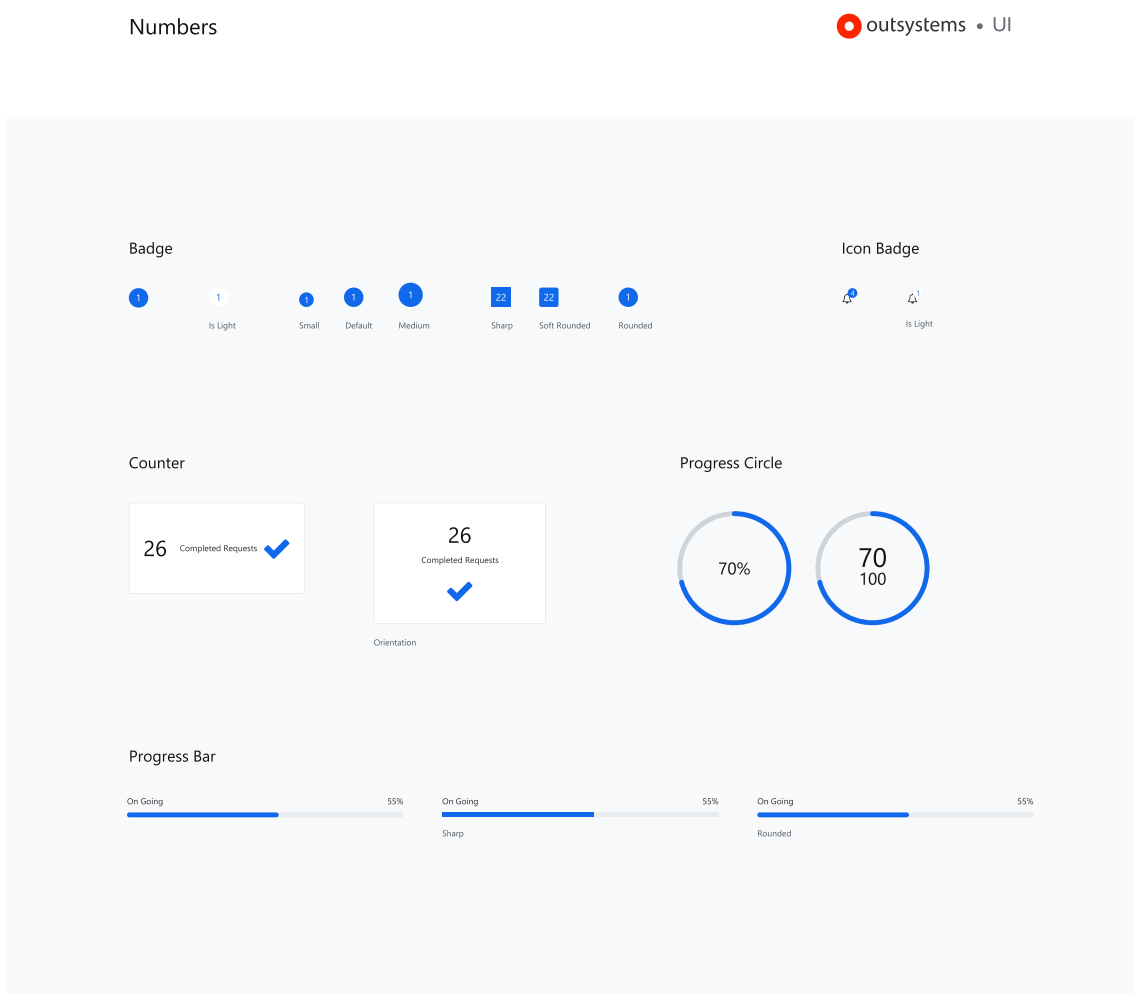 Numbers
outsystems • UI
Badge
Icon Badge
1
1
1
1
1
22
22
1
4
1
Is Light
Small
Default
Medium
Sharp
Soft Rounded
Rounded
Is Light
Counter
Progress Circle
26 Completed Requests
26
Completed Requests
Orientation
70%
70
100
Progress Bar
On Going 55%
On Going 55%
Sharp
On Going 55%
Rounded